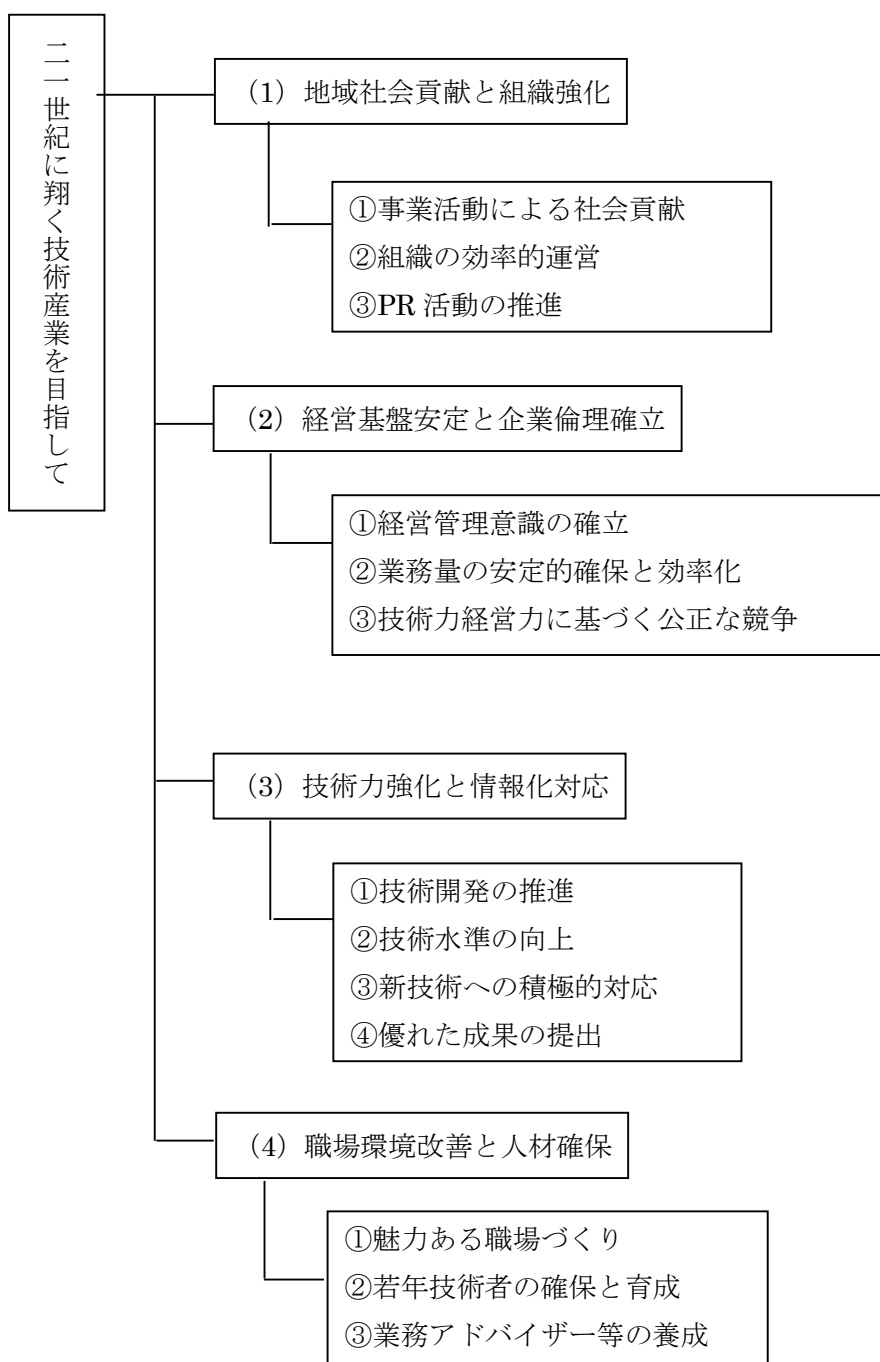 二一世紀に翔く技術産業を目指して
（1）地域社会貢献と組織強化
①事業活動による社会貢献
②組織の効率的運営
③PR 活動の推進
（2）経営基盤安定と企業倫理確立
①経営管理意識の確立
②業務量の安定的確保と効率化
③技術力経営力に基づく公正な競争
（3）技術力強化と情報化対応
①技術開発の推進
②技術水準の向上
③新技術への積極的対応
④優れた成果の提出
（4）職場環境改善と人材確保
①魅力ある職場づくり
②若年技術者の確保と育成
③業務アドバイザー等の養成